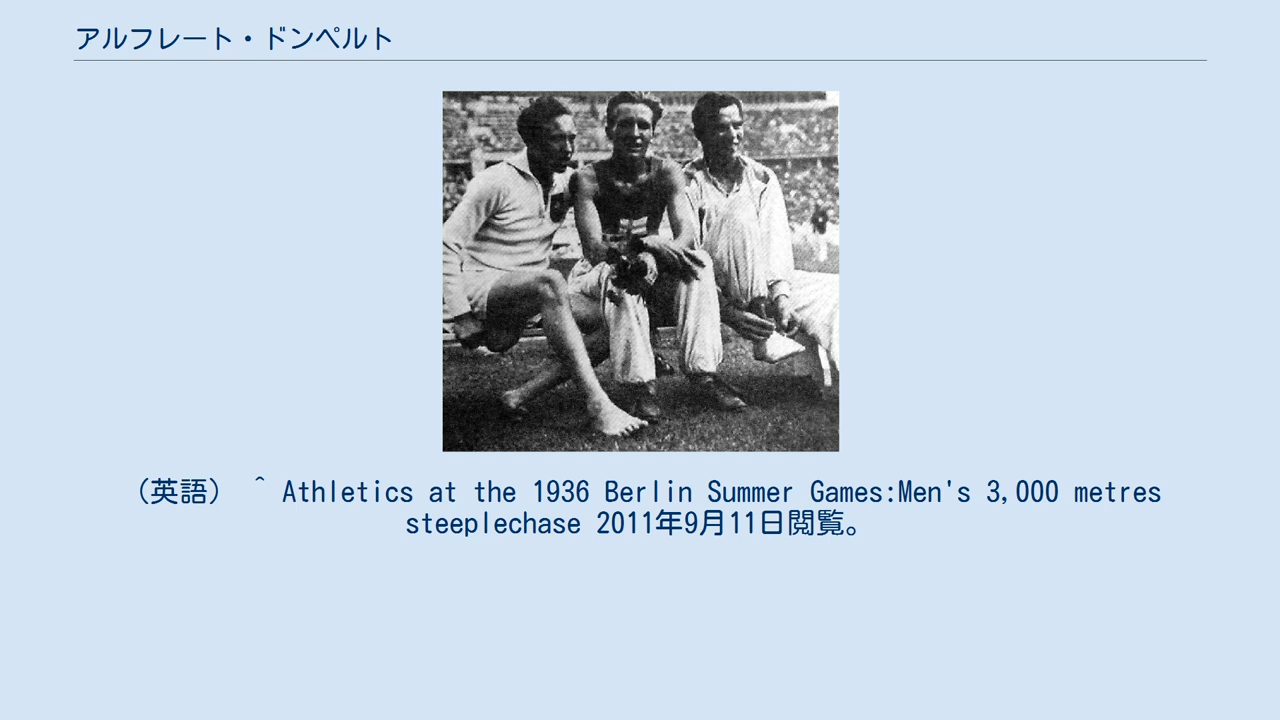 アルフレート・ドンペルト
（英語） ^ Athletics at the 1936 Berlin Summer Games:Men's 3,000 metres
steeplechase 2011年9月11日閲覧。